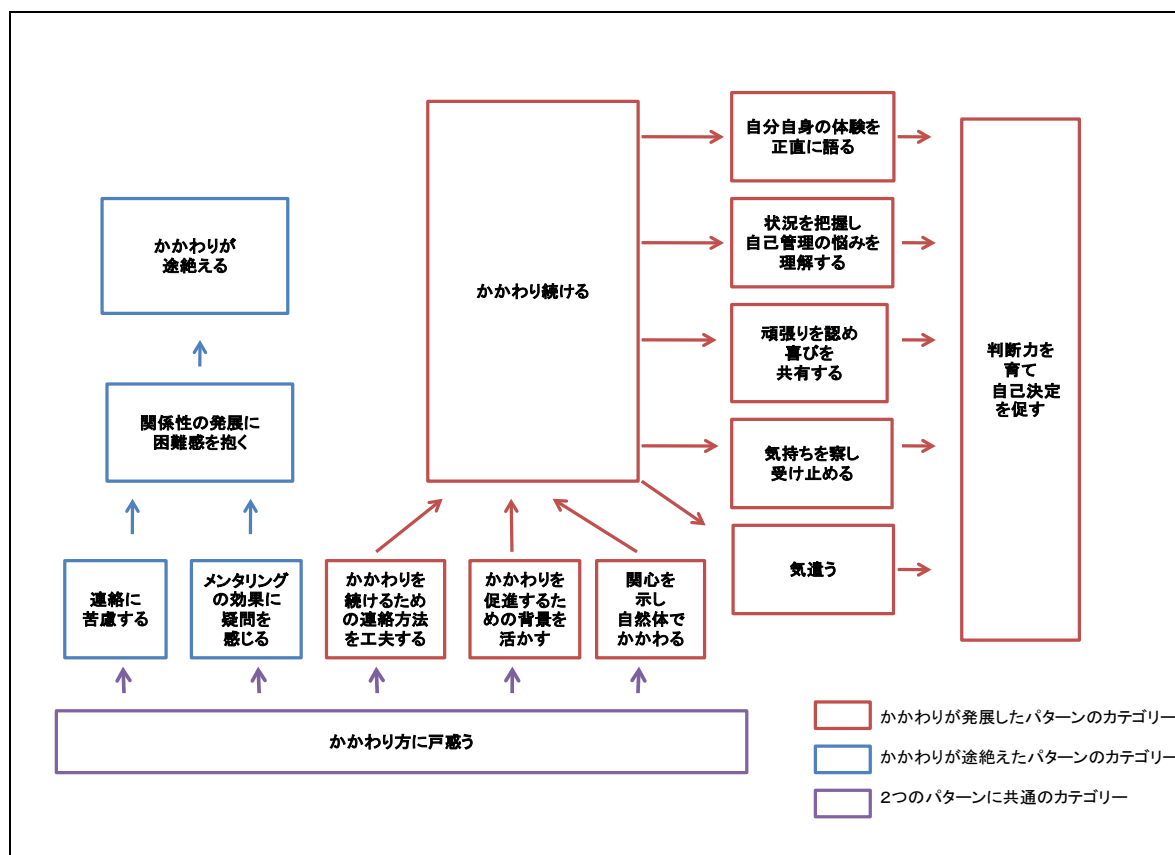 かかわりが
途絶える
関係性の発展に
困難感を抱く
連絡に
苦慮する
メンタリング
の効果に
疑問を
感じる
かかわり続ける
かかわりを
続けるため
の連絡方法
を工夫する
かかわりを
促進するた
めの背景を
活かす
関心を
示し
自然体で
かかわる
自分自身の体験を
正直に語る
状況を把握し
自己管理の悩みを
理解する
頑張りを認め
喜びを
共有する
気持ちを察し
受け止める
気遣う
判断力を
育て
自己決定
を促す
かかわり方に戸惑う
かかわりが発展したパターンのカテゴリー
かかわりが途絶えたパターンのカテゴリー
2つのパターンに共通のカテゴリー